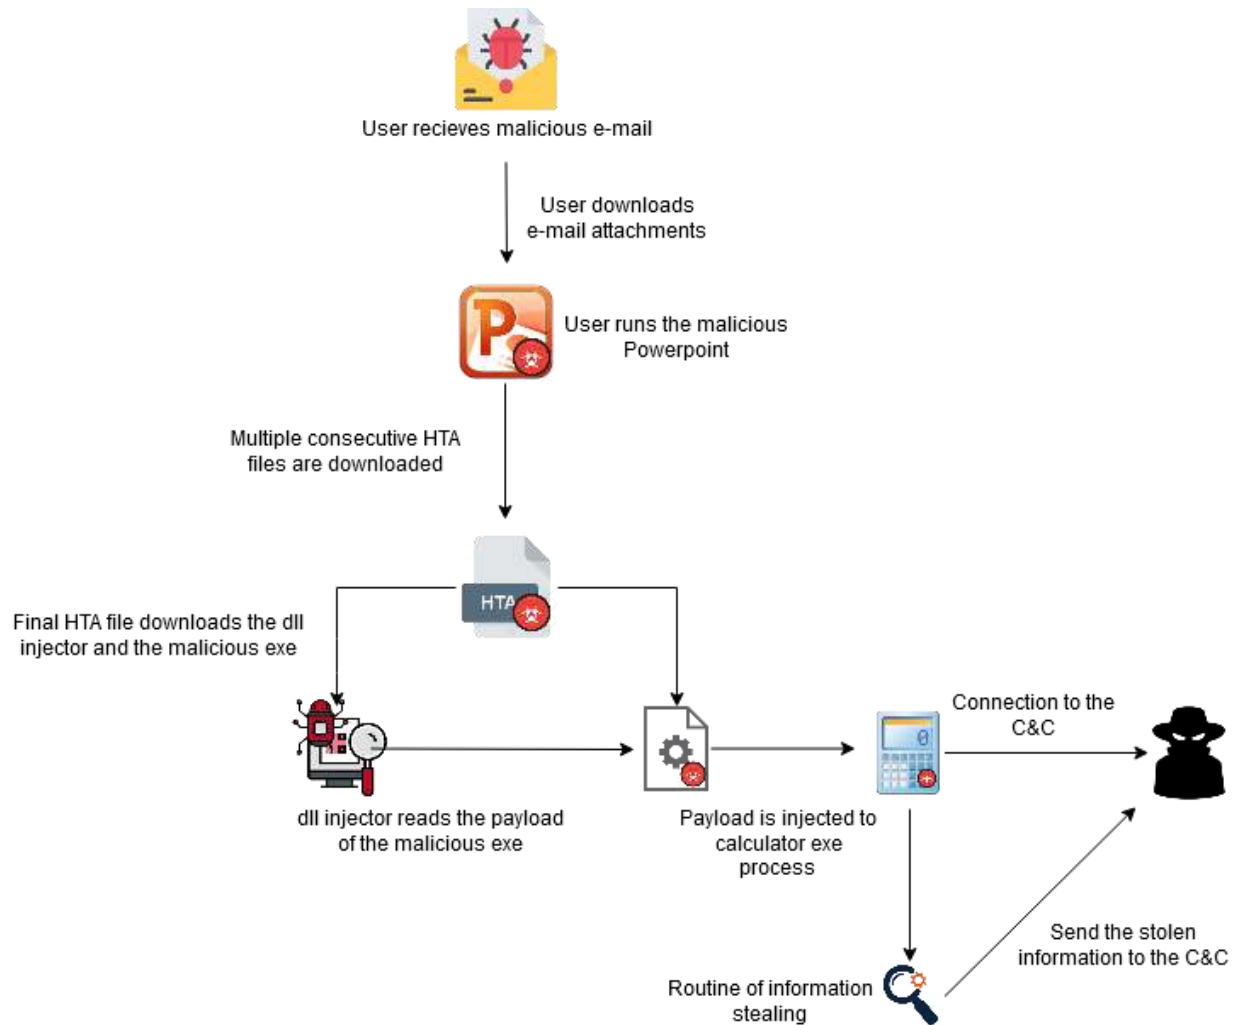 User recieves malicious e-mail
User downloads
e-mail attachments
P
User runs the malicious
Powerpoint
Multiple consecutive HTA
files are downloaded
HTA
Final HTA file downloads the dll
injector and the malicious exe
Connection to the
C&C
0
dll injector reads the payload
of the malicious exe
Payload is injected to
calculator exe
process
Send the stolen
information to the C&C
Routine of information
stealing